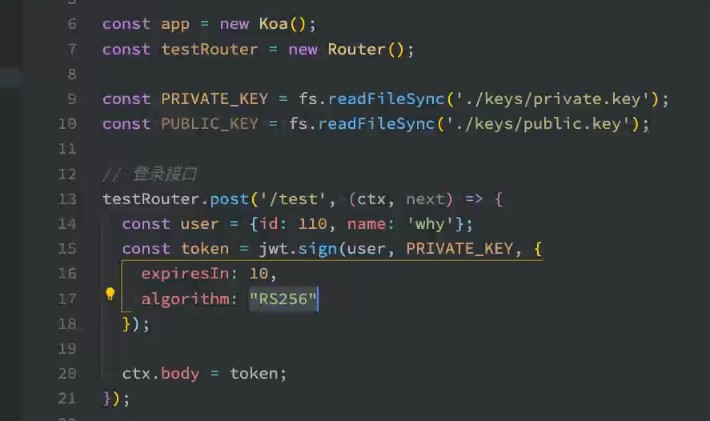 6 const app = new Koa();
7 const testRouter = new Router();
8
9 const PRIVATE_KEY = fs.readFileSync('./keys/private.key');
10 const PUBLIC_KEY = fs.readFileSync('./keys/public.key');
11
12 // 登录接口
13 testRouter.post('/test', (ctx, next) => {
14 const user = {id: 110, name: 'why'};
15 const token = jwt.sign(user, PRIVATE_KEY, {
16 expiresIn: 10,
17 algorithm: "RS256"
18 });
19
20 ctx.body = token;
21 });